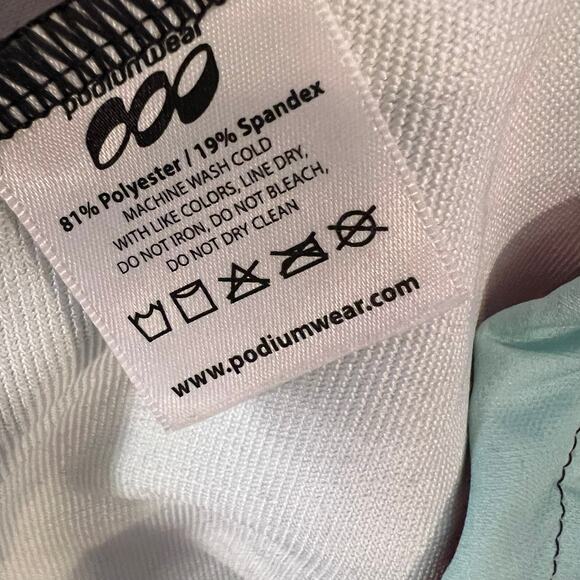 podiumwear
81% Polyester / 19% Spandex
MACHINE WASH COLD
WITH LIKE COLORS, LINE DRY,
DO NOT IRON, DO NOT BLEACH,
DO NOT DRY CLEAN
www.podiumwear.com